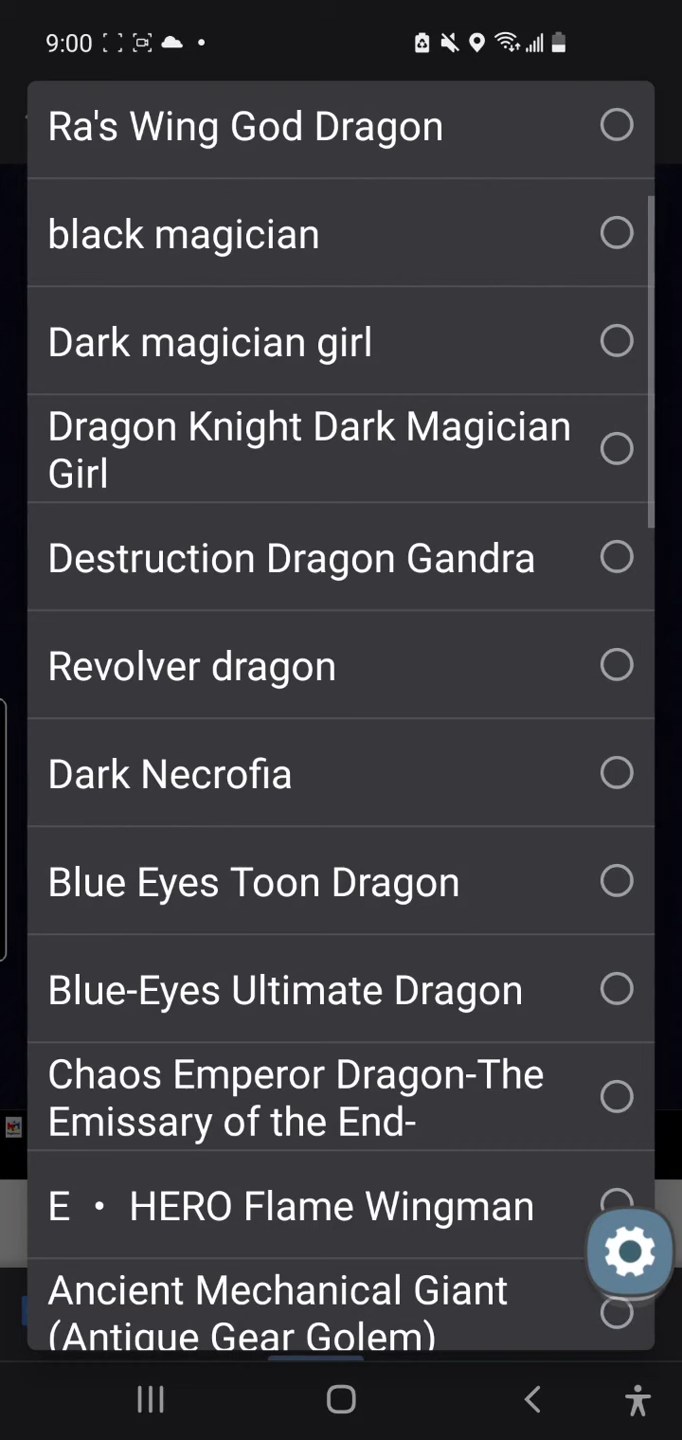 9:00
Ra's Wing God Dragon
black magician
Dark magician girl
Dragon Knight Dark Magician
Girl
Destruction Dragon Gandra
Revolver dragon
Dark Necrofia
Blue Eyes Toon Dragon
Blue-Eyes Ultimate Dragon
Chaos Emperor Dragon-The
Emissary of the End-
E • HERO Flame Wingman
Ancient Mechanical Giant
(Antique Gear Golem)